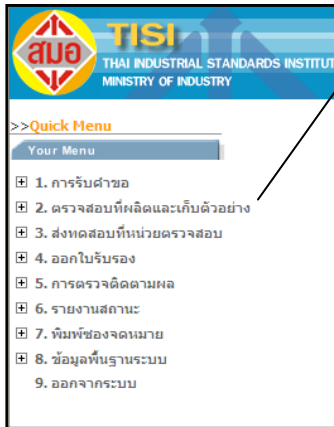 สมอ
TISI
THAI INDUSTRIAL STANDARDS INSTITUT
MINISTRY OF INDUSTRY
>>Quick Menu
Your Menu
1. การรับคำขอ
2. ตรวจสอบที่ผลิตและเก็บตัวอย่าง
3. ส่งทดสอบที่หน่วยตรวจสอบ
4. ออกใบรับรอง
5. การตรวจติดตามผล
6. รายงานสถานะ
7. พิมพ์ซองจดหมาย
8. ข้อมูลพื้นฐานระบบ
9. ออกจากระบบ